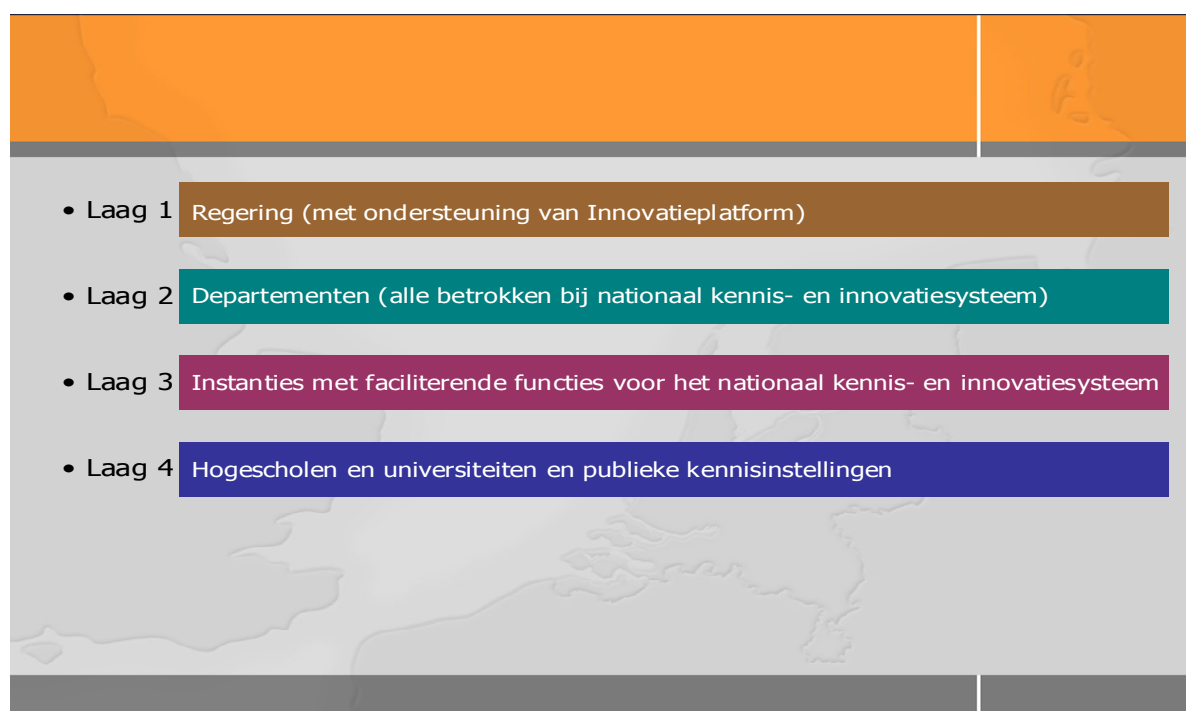 • Laag 1 Regering (met ondersteuning van Innovatieplatform)
• Laag 2 Departementen (alle betrokken bij nationaal kennis- en innovatiesysteem)
• Laag 3 Instanties met faciliterende functies voor het nationaal kennis- en innovatiesysteem
• Laag 4 Hogescholen en universiteiten en publieke kennisinstellingen